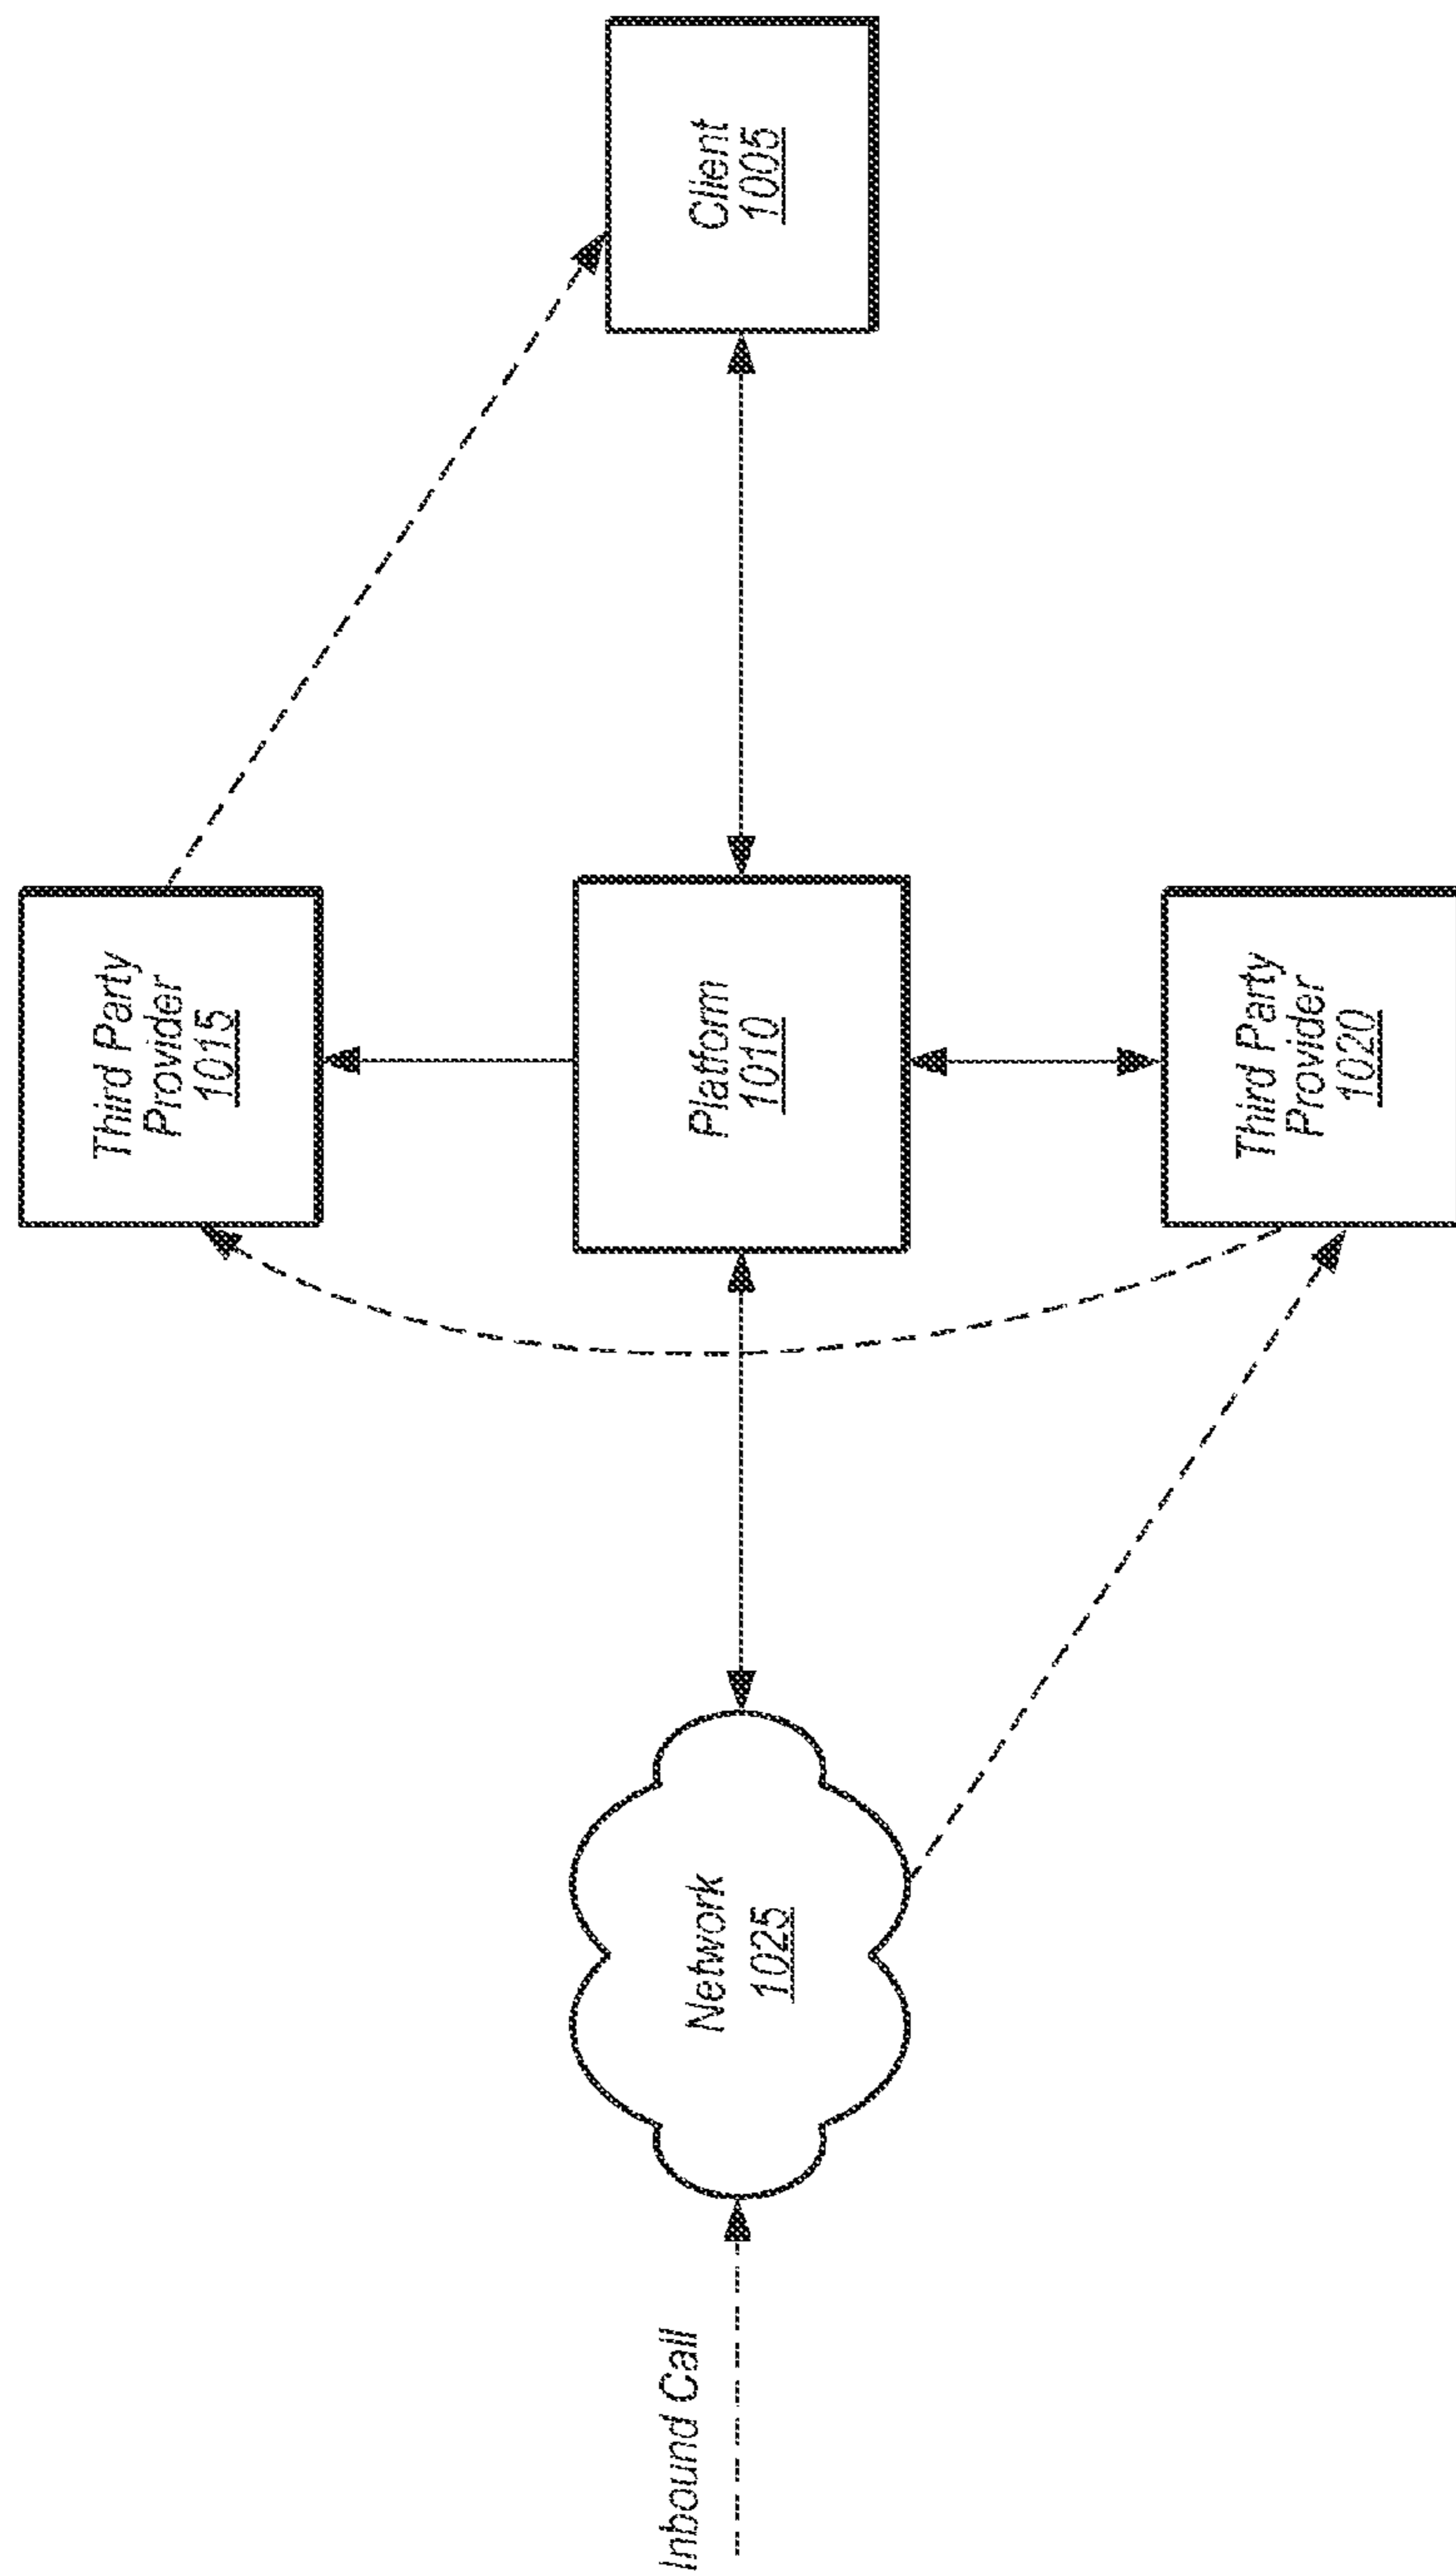 Third Party
Provider
1015
Inbound Call
Network
1025
Platform
1010
Client
1005
Third Party
Provider
1020